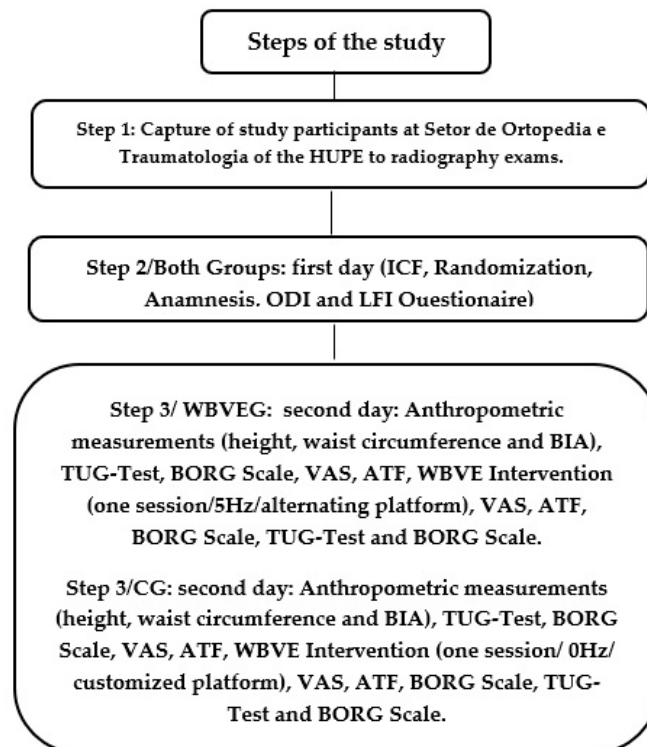 Steps of the study
Step 1: Capture of study participants at Setor de Ortopedia e
Traumatologia of the HUPE to radiography exams.
Step 2/Both Groups: first day (ICF, Randomization,
Anamnesis. ODI and LFI Ouestionaire)
Step 3/ WBVEG: second day: Anthropometric
measurements (height, waist circumference and BIA),
TUG-Test, BORG Scale, VAS, ATF, WBVE Intervention
(one session/5Hz/alternating platform), VAS, ATF,
BORG Scale, TUG-Test and BORG Scale.
Step 3/CG: second day: Anthropometric measurements
(height, waist circumference and BIA), TUG-Test, BORG
Scale, VAS, ATF, WBVE Intervention (one session/ 0Hz/
customized platform), VAS, ATF, BORG Scale, TUG-
Test and BORG Scale.